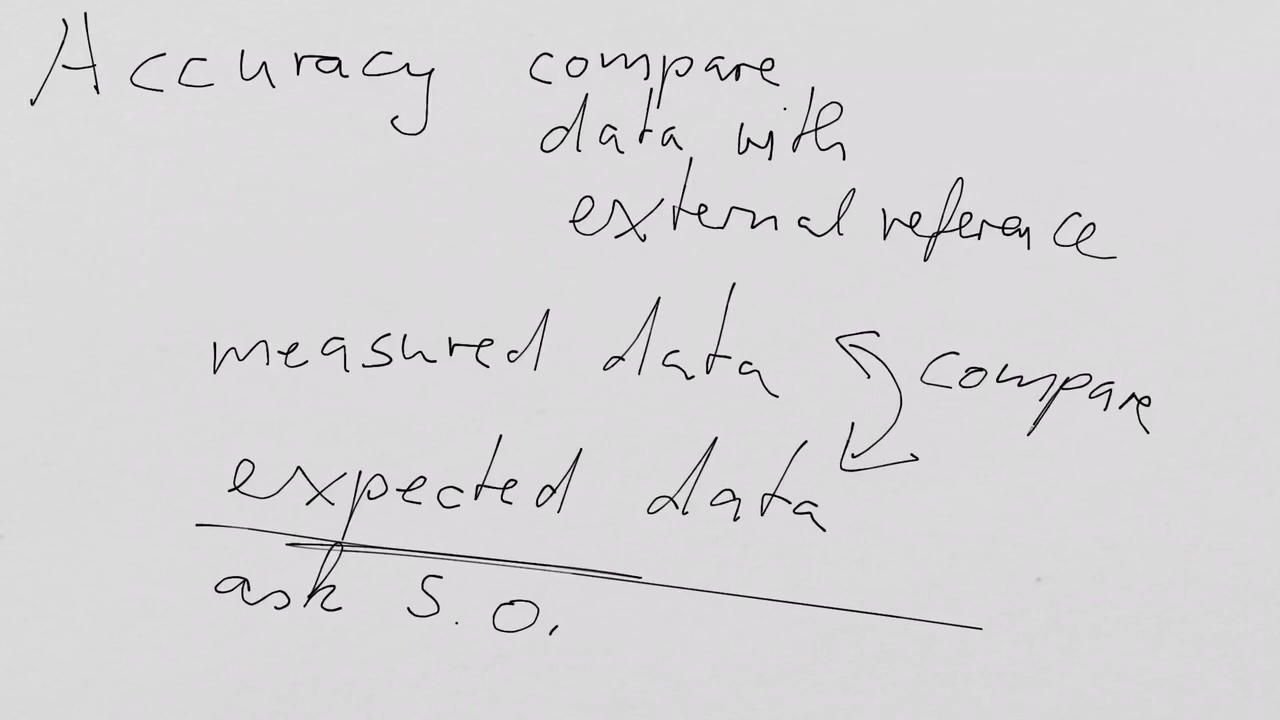 Accuracy compare
data with
external reference
measured data compare
expected data
ask S.O.